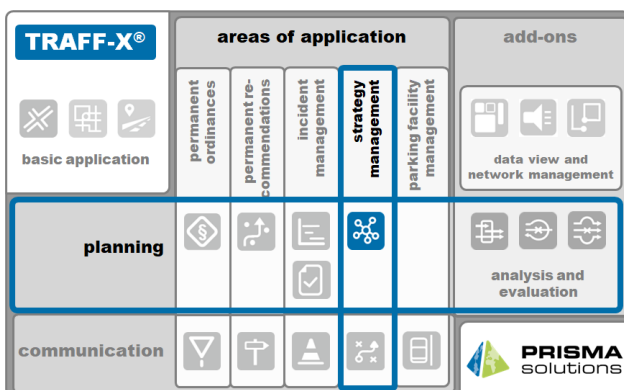 TRAFF-X®
areas of application
add-ons
basic application
permanent
ordinances
permanent re-
commendations
incident
management
strategy
management
parking facility
management
data view and
network management
planning
§
analysis and
evaluation
communication
PRISMA
solutions